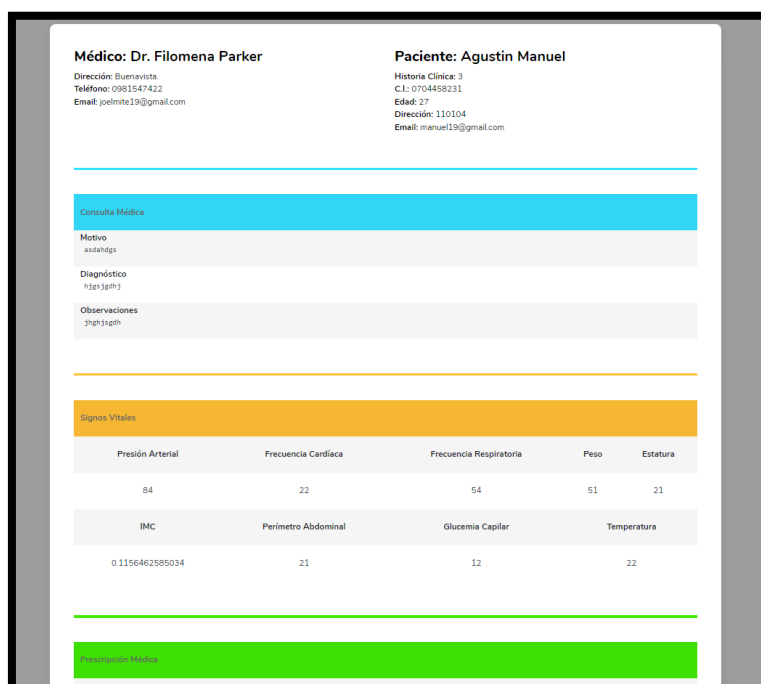 Médico: Dr. Filomena Parker
Dirección: Buenavista.
Teléfono: 0981547422
Email: joelmite19@gmail.com
Paciente: Agustin Manuel
Historia Clínica: 3
C.I.: 0704458231
Edad: 27
Dirección: 110104
Email: manuel19@gmail.com
Consulta Médica
Motivo
asdahdgs
Diagnóstico
hjgsjgdhj
Observaciones
jhghjsgdh
Signos Vitales
Presión Arterial Frecuencia Cardíaca Frecuencia Respiratoria Peso Estatura
84 22 54 51 21
IMC Perímetro Abdominal Glucemia Capilar Temperatura
0.1156462585034 21 12 22
Prescripción Médica